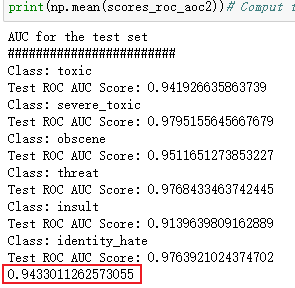 print(np.mean(scores_roc_aoc2))# Comput t
AUC for the test set
########################
Class: toxic
Test ROC AUC Score: 0.941926635863739
Class: severe_toxic
Test ROC AUC Score: 0.9795155645667679
Class: obscene
Test ROC AUC Score: 0.9511651273853227
Class: threat
Test ROC AUC Score: 0.9768433463742445
Class: insult
Test ROC AUC Score: 0.9139639809162889
Class: identity_hate
Test ROC AUC Score: 0.9763921024374702
0.9433011262573055